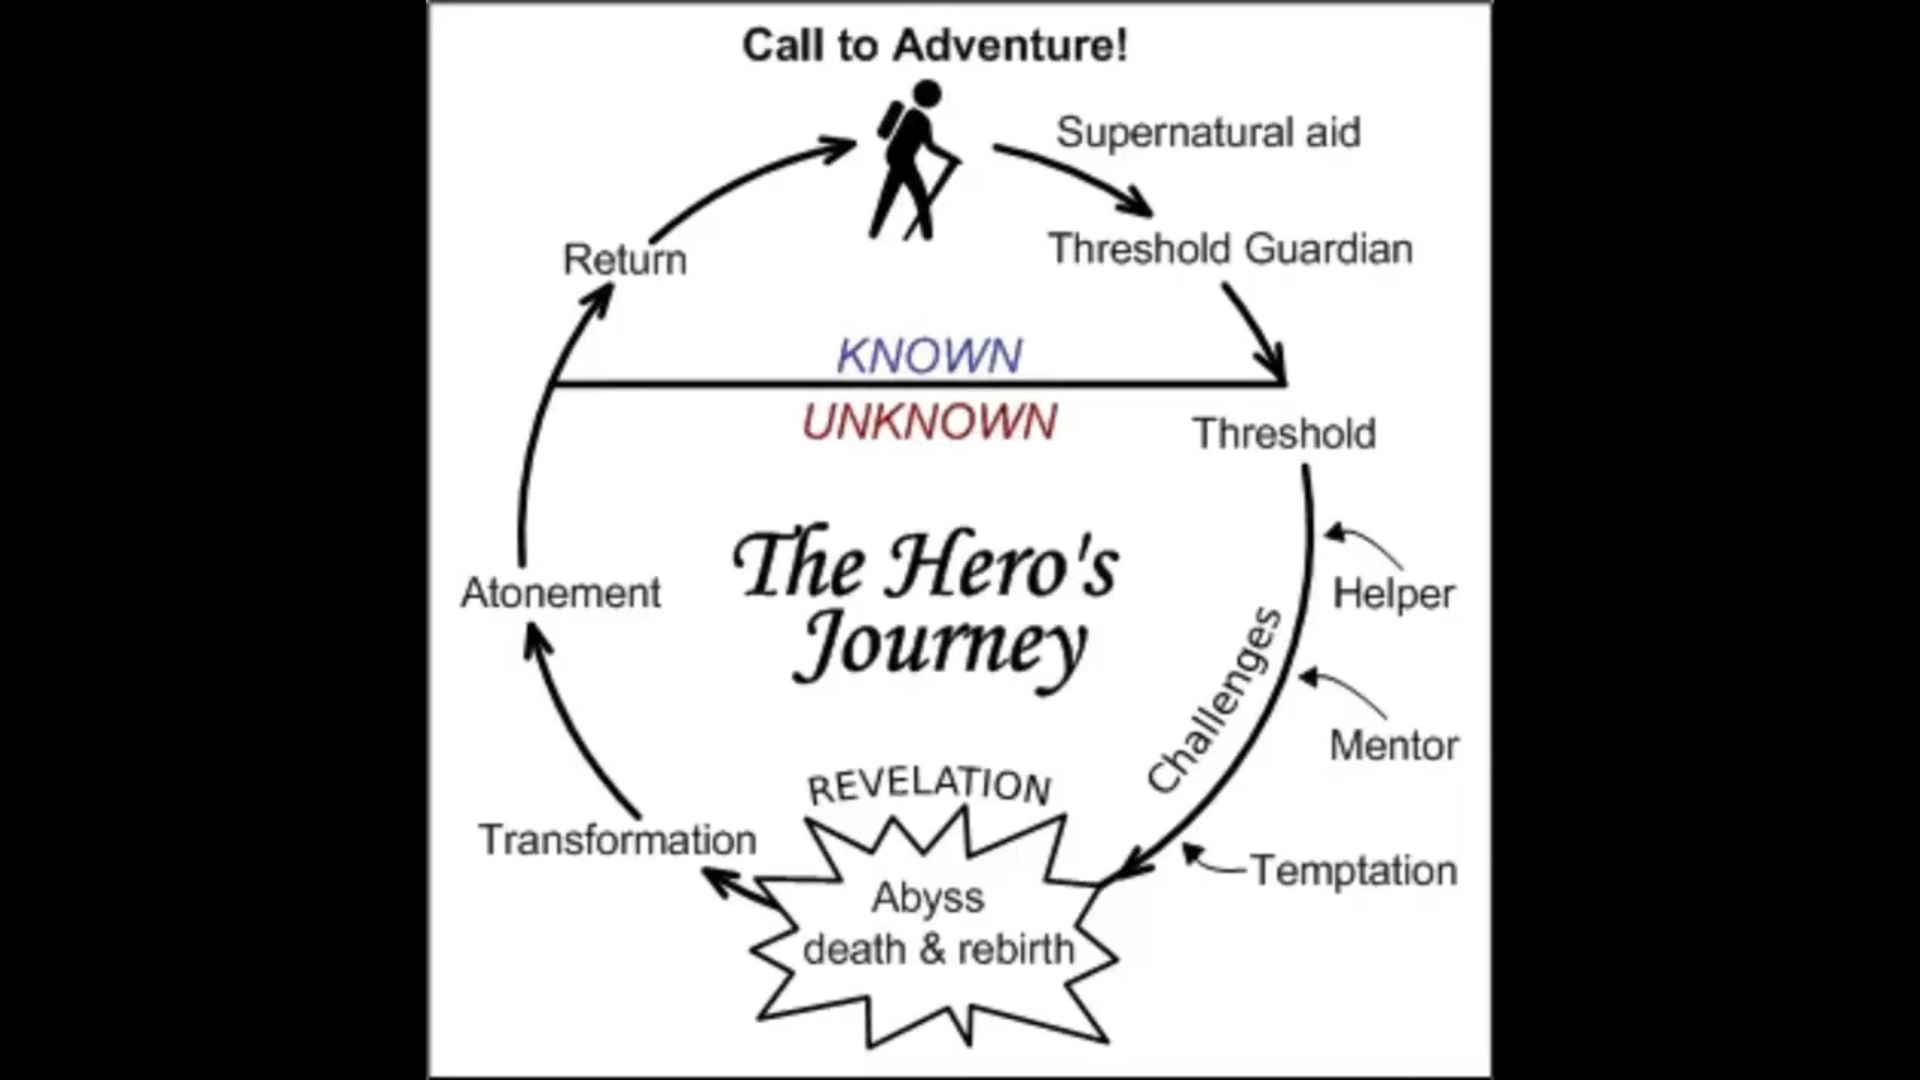 Call to Adventure!
Supernatural aid
Threshold Guardian
Return
KNOWN
UNKNOWN
Threshold
The Hero's
Journey
Helper
Atonement
Challenges
Mentor
REVELATION
Transformation
Temptation
Abyss
death & rebirth